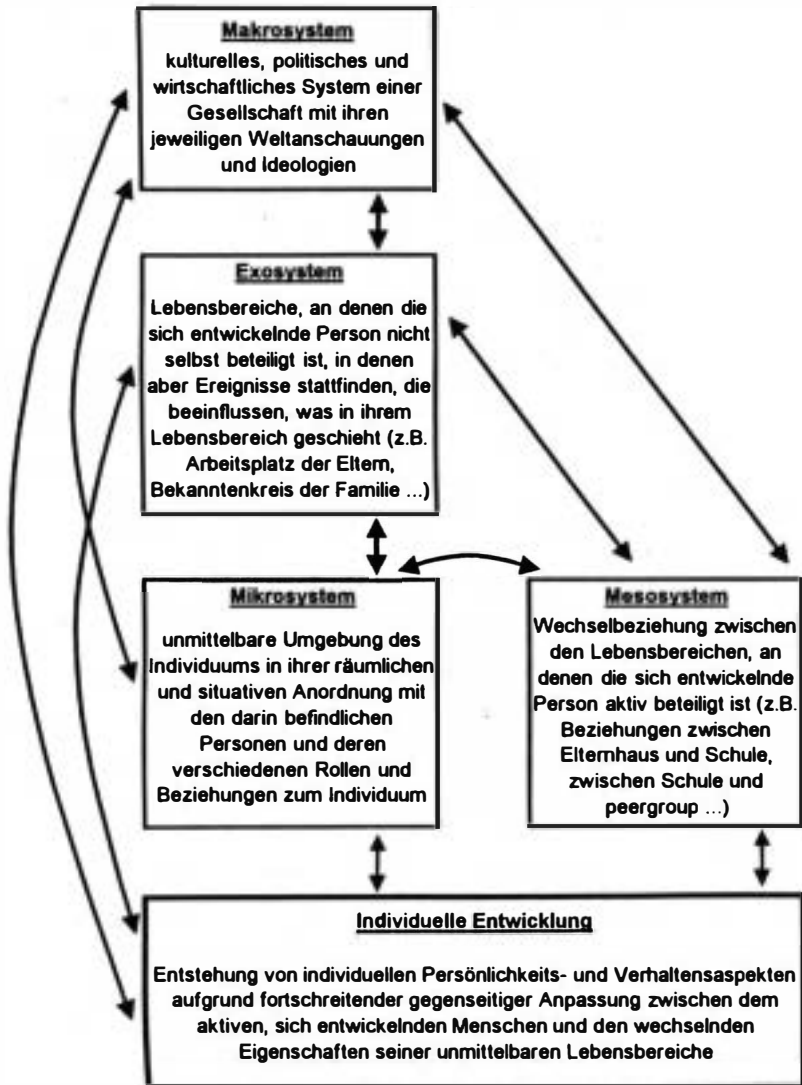 Makrosystem
kulturelles, politisches und
wirtschaftliches System einer
Gesellschaft mit ihren
jeweiligen Weltanschauungen
und Ideologien
Exosystem
Lebensbereiche, an denen die
sich entwickelnde Person nicht
selbst beteiligt ist, in denen
aber Ereignisse stattfinden, die
beeinflussen, was in ihrem
Lebensbereich geschieht (z.B.
Arbeitsplatz der Eltern,
Bekanntenkreis der Familie ...)
Mikrosystem
unmittelbare Umgebung des
Individuums in ihrer räumlichen
und situativen Anordnung mit
den darin befindlichen
Personen und deren
verschiedenen Rollen und
Beziehungen zum Individuum
Mesosystem
Wechselbeziehung zwischen
den Lebensbereichen, an
denen die sich entwickelnde
Person aktiv beteiligt ist (z.B.
Beziehungen zwischen
Elternhaus und Schule,
zwischen Schule und
peergroup ...)
Individuelle Entwicklung
Entstehung von individuellen Persönlichkeits- und Verhaltensaspekten
aufgrund fortschreitender gegenseitiger Anpassung zwischen dem
aktiven, sich entwickelnden Menschen und den wechselnden
Eigenschaften seiner unmittelbaren Lebensbereiche